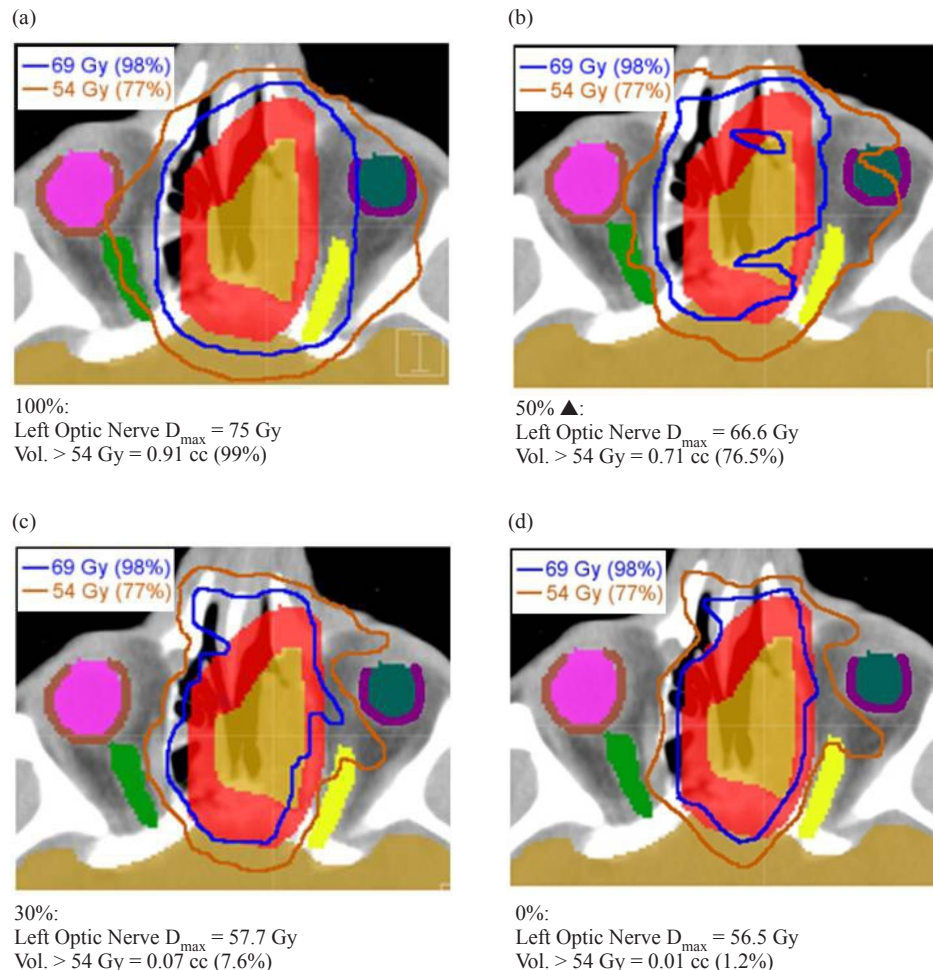 (a)
69 Gy (98%)
54 Gy (77%)
100%:
Left Optic Nerve Dmax = 75 Gy
Vol. > 54 Gy = 0.91 cc (99%)
(b)
69 Gy (98%)
54 Gy (77%)
50% ▲:
Left Optic Nerve Dmax = 66.6 Gy
Vol. > 54 Gy = 0.71 cc (76.5%)
(c)
69 Gy (98%)
54 Gy (77%)
30%:
Left Optic Nerve Dmax = 57.7 Gy
Vol. > 54 Gy = 0.07 cc (7.6%)
(d)
69 Gy (98%)
54 Gy (77%)
0%:
Left Optic Nerve Dmax = 56.5 Gy
Vol. > 54 Gy = 0.01 cc (1.2%)